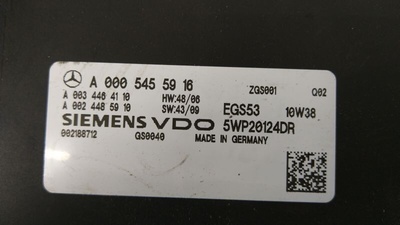 A 000 545 59 16
ZGS001
Q02
A 003 446 41 10
HW:48/06
A 002 448 59 10
SW:43/09
EGS53
10W38
SIEMENS VDO
5WP20124DR
002188712
GS0040
MADE IN GERMANY